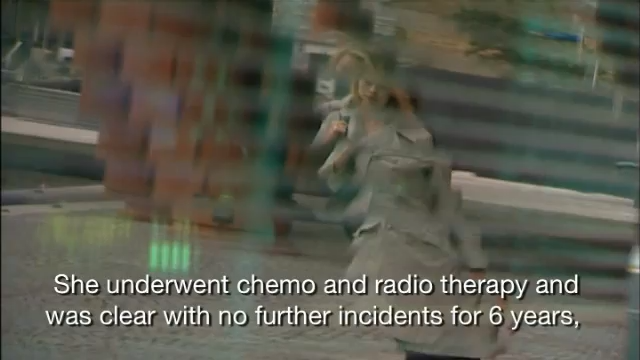 She underwent chemo and radio therapy and
was clear with no further incidents for 6 years,